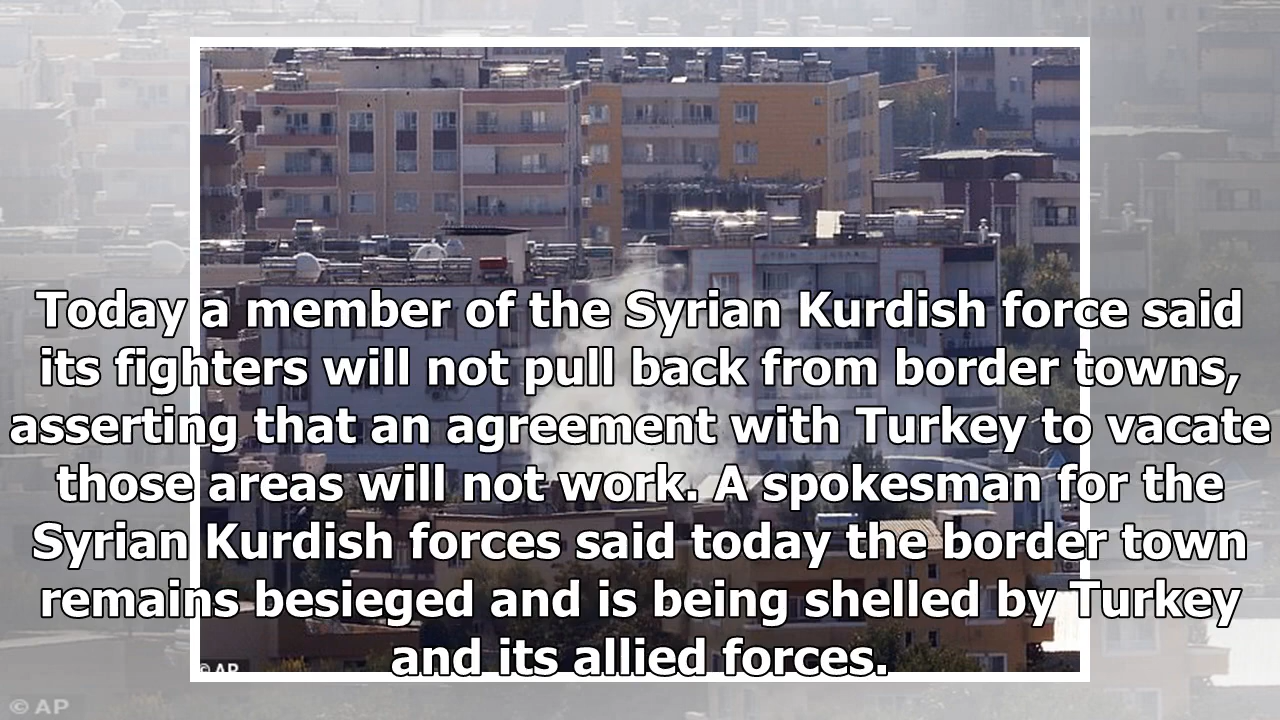 Today a member of the Syrian Kurdish force said
its fighters will not pull back from border towns,
asserting that an agreement with Turkey to vacate
those areas will not work. A spokesman for the
Syrian Kurdish forces said today the border town
remains besieged and is being shelled by Turkey
and its allied forces.
© AP
© AP